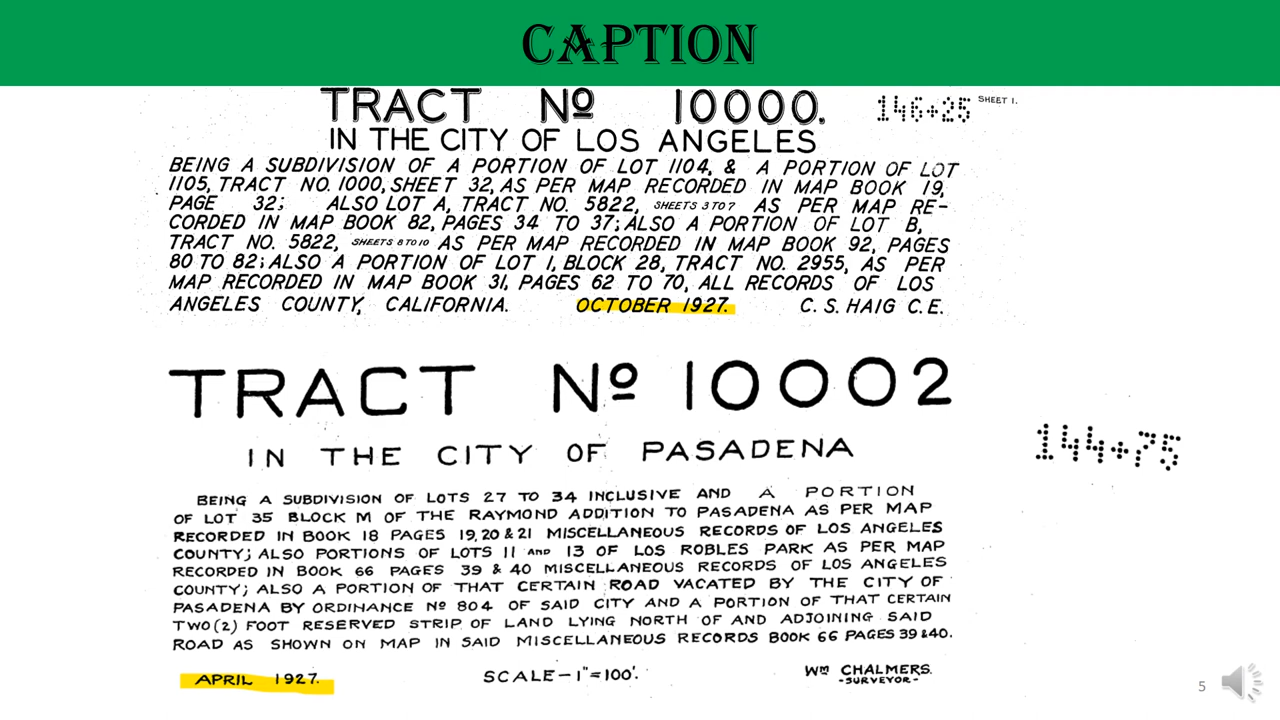 CAPTION
TRACT Nº 10000.
146+25
SHEET 1.
IN THE CITY OF LOS ANGELES
BEING A SUBDIVISION OF A PORTION OF LOT 1104, & A PORTION OF LOT
1105, TRACT NO. 1000, SHEET 32, AS PER MAP RECORDED IN MAP BOOK 19,
PAGE 32; ALSO LOT A, TRACT NO. 5822, SHEETS 3 TO 7 AS PER MAP RE-
CORDED IN MAP BOOK 82, PAGES 34 TO 37; ALSO A PORTION OF LOT B,
TRACT NO. 5822, SHEETS 8 TO 10 AS PER MAP RECORDED IN MAP BOOK 92, PAGES
80 TO 82; ALSO A PORTION OF LOT 1, BLOCK 28, TRACT NO. 2955, AS PER
MAP RECORDED IN MAP BOOK 31, PAGES 62 TO 70, ALL RECORDS OF LOS
ANGELES COUNTY, CALIFORNIA. OCTOBER 1927. C. S. HAIG C.E.
TRACT Nº 10002
144+75
IN THE CITY OF PASADENA
BEING A SUBDIVISION OF LOTS 27 TO 34 INCLUSIVE AND A PORTION
OF LOT 35 BLOCK M OF THE RAYMOND ADDITION TO PASADENA AS PER MAP
RECORDED IN BOOK 18 PAGES 19, 20 & 21 MISCELLANEOUS RECORDS OF LOS ANGELES
COUNTY; ALSO PORTIONS OF LOTS 11 AND 13 OF LOS ROBLES PARK AS PER MAP
RECORDED IN BOOK 66 PAGES 39 & 40 MISCELLANEOUS RECORDS OF LOS ANGELES
COUNTY; ALSO A PORTION OF THAT CERTAIN ROAD VACATED BY THE CITY OF
PASADENA BY ORDINANCE Nº 804 OF SAID CITY AND A PORTION OF THAT CERTAIN
TWO (2) FOOT RESERVED STRIP OF LAND LYING NORTH OF AND ADJOINING SAID
ROAD AS SHOWN ON MAP IN SAID MISCELLANEOUS RECORDS BOOK 66 PAGES 39 & 40.
APRIL 1927. SCALE-1"=100'. Wm CHALMERS.
-SURVEYOR-
5